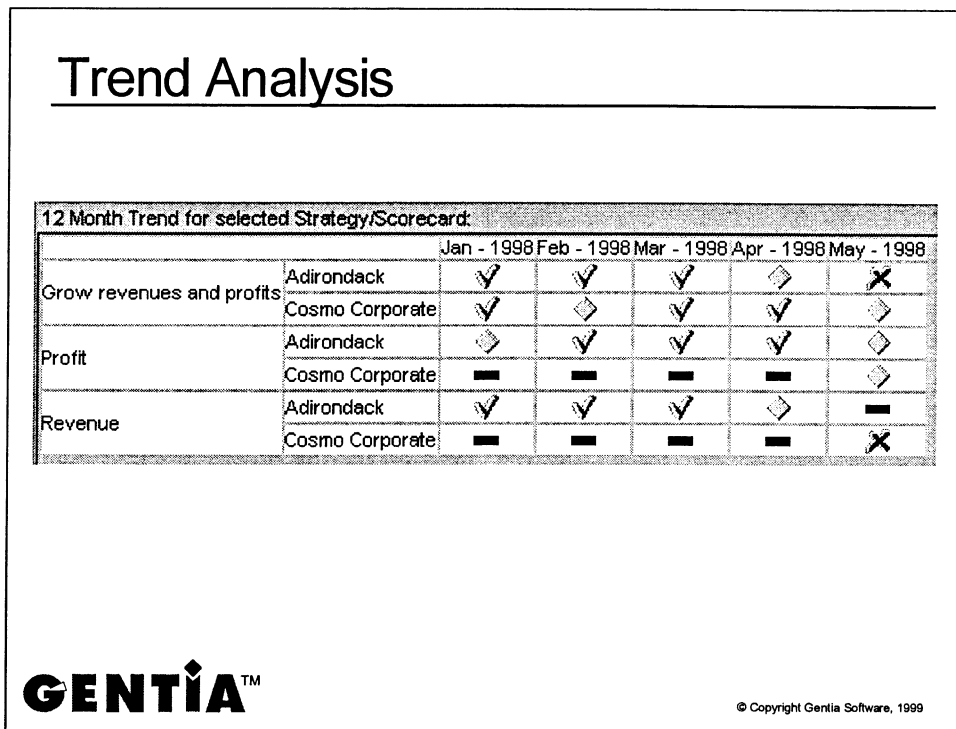 Trend Analysis
12 Month Trend for selected Strategy/Scorecard:
Jan - 1998 Feb - 1998 Mar - 1998 Apr - 1998 May - 1998
Grow revenues and profits Adirondack
Cosmo Corporate
Profit Adirondack
Cosmo Corporate
Revenue Adirondack
Cosmo Corporate
GENTIA™
© Copyright Gentia Software, 1999